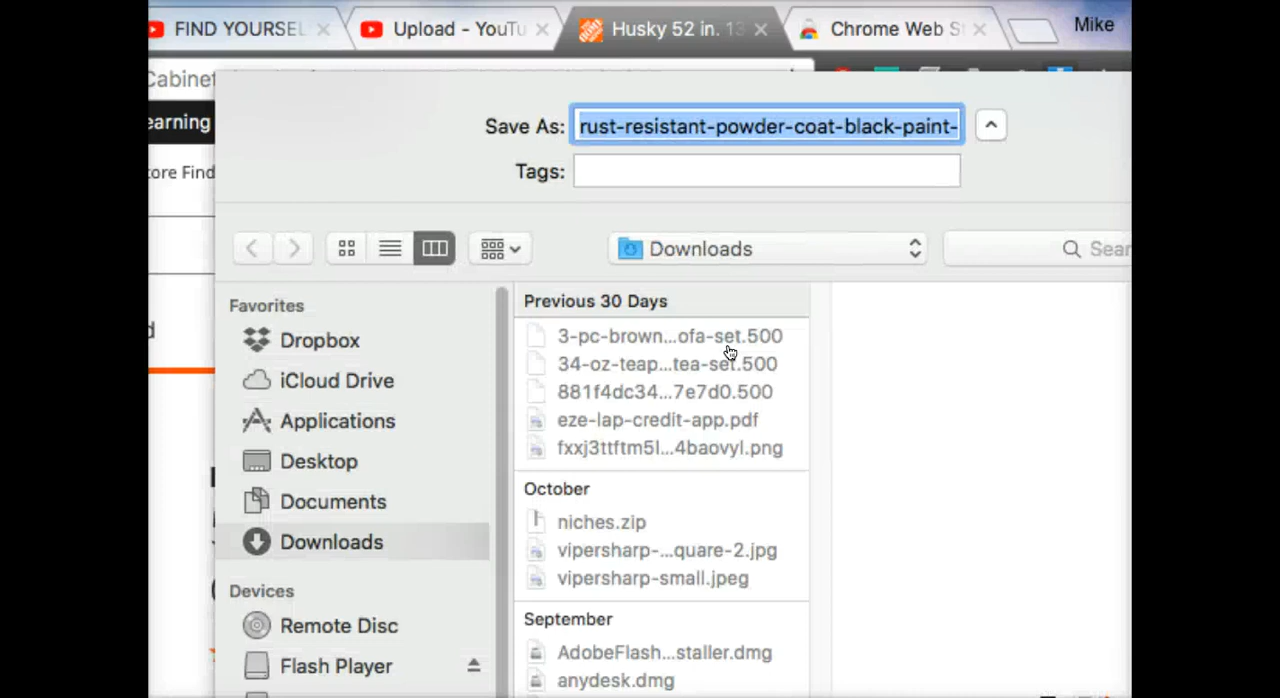 FIND YOURSEL
Upload - YouTu
Husky 52 in. 13
Chrome Web St
Mike
Cabinet
earning
Save As: rust-resistant-powder-coat-black-paint-
ore Find
Tags:
Downloads
Sear
Favorites
Dropbox
iCloud Drive
Applications
Desktop
Documents
Downloads
Devices
Remote Disc
Flash Player
Previous 30 Days
3-pc-brown...ofa-set.500
34-oz-teap...tea-set.500
881f4dc34...7e7d0.500
eze-lap-credit-app.pdf
fxxj3ttftm5l...4baovyl.png
October
niches.zip
vipersharp-...quare-2.jpg
vipersharp-small.jpeg
September
AdobeFlash...staller.dmg
anydesk.dmg